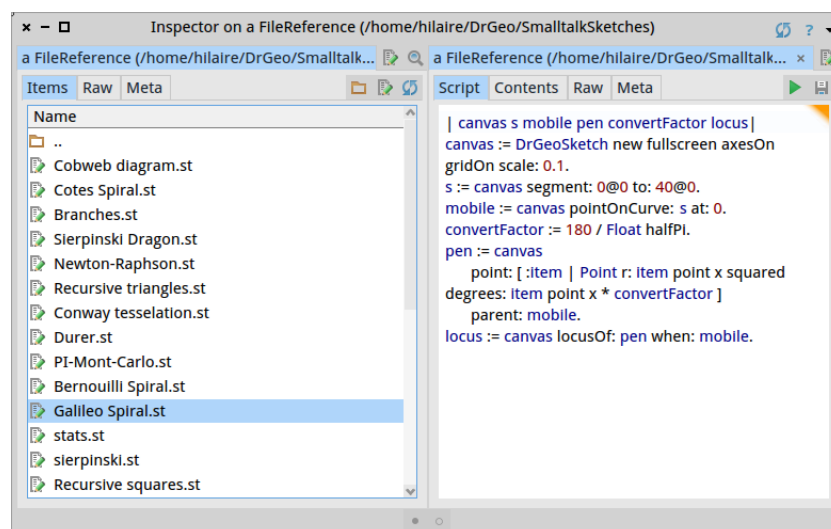 Inspector on a FileReference (/home/hilaire/DrGeo/SmalltalkSketches)
a FileReference (/home/hilaire/DrGeo/Smalltalk...
Items Raw Meta
Name
..
Cobweb diagram.st
Cotes Spiral.st
Branches.st
Sierpinski Dragon.st
Newton-Raphson.st
Recursive triangles.st
Conway tesselation.st
Durer.st
PI-Mont-Carlo.st
Bernouilli Spiral.st
Galileo Spiral.st
stats.st
sierpinski.st
Recursive squares.st
a FileReference (/home/hilaire/DrGeo/Smalltalk...
Script Contents Raw Meta
| canvas s mobile pen convertFactor locus|
canvas := DrGeoSketch new fullscreen axesOn
gridOn scale: 0.1.
s := canvas segment: 0@0 to: 40@0.
mobile := canvas pointOnCurve: s at: 0.
convertFactor := 180 / Float halfPi.
pen := canvas
point: [ :item | Point r: item point x squared
degrees: item point x * convertFactor ]
parent: mobile.
locus := canvas locusOf: pen when: mobile.